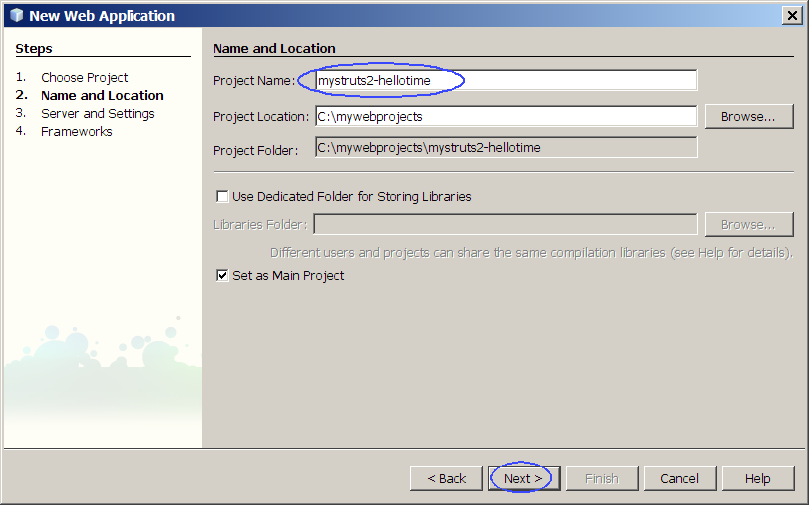 New Web Application
Steps
1. Choose Project
2. Name and Location
3. Server and Settings
4. Frameworks
Name and Location
Project Name: mystruts2-hellotime
Project Location: C:\mywebprojects Browse...
Project Folder: C:\mywebprojects\mystruts2-hellotime
Use Dedicated Folder for Storing Libraries
Libraries Folder: Browse...
Different users and projects can share the same compilation libraries (see Help for details).
Set as Main Project
< Back Next > Finish Cancel Help